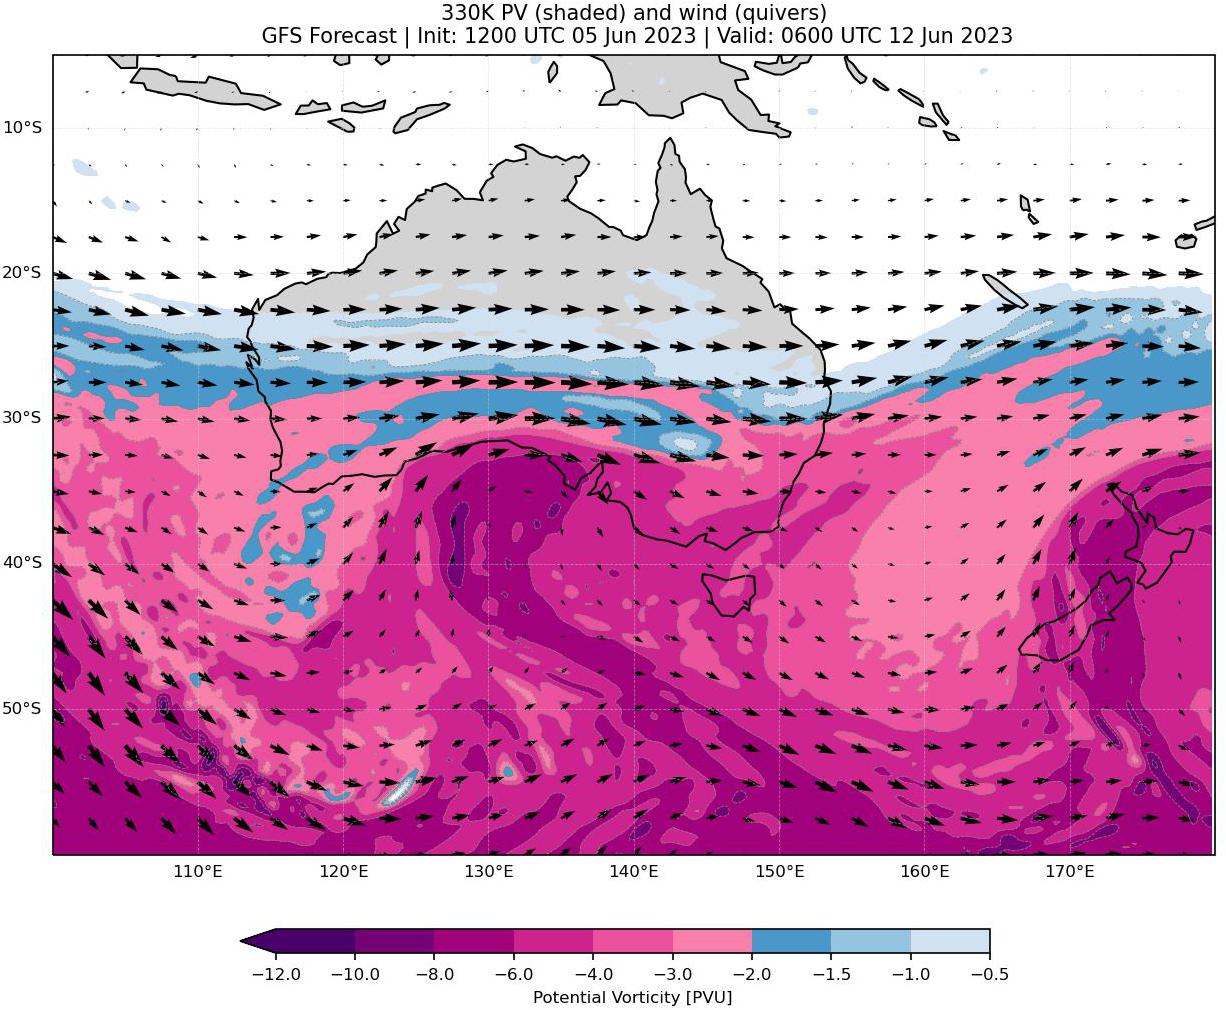 330K PV (shaded) and wind (quivers)
GFS Forecast | Init: 1200 UTC 05 Jun 2023 | Valid: 0600 UTC 12 Jun 2023
10°S
20°S
30°S
40°S
50°S
110°E 120°E 130°E 140°E 150°E 160°E 170°E
−12.0 −10.0 −8.0 −6.0 −4.0 −3.0 −2.0 −1.5 −1.0 −0.5
Potential Vorticity [PVU]